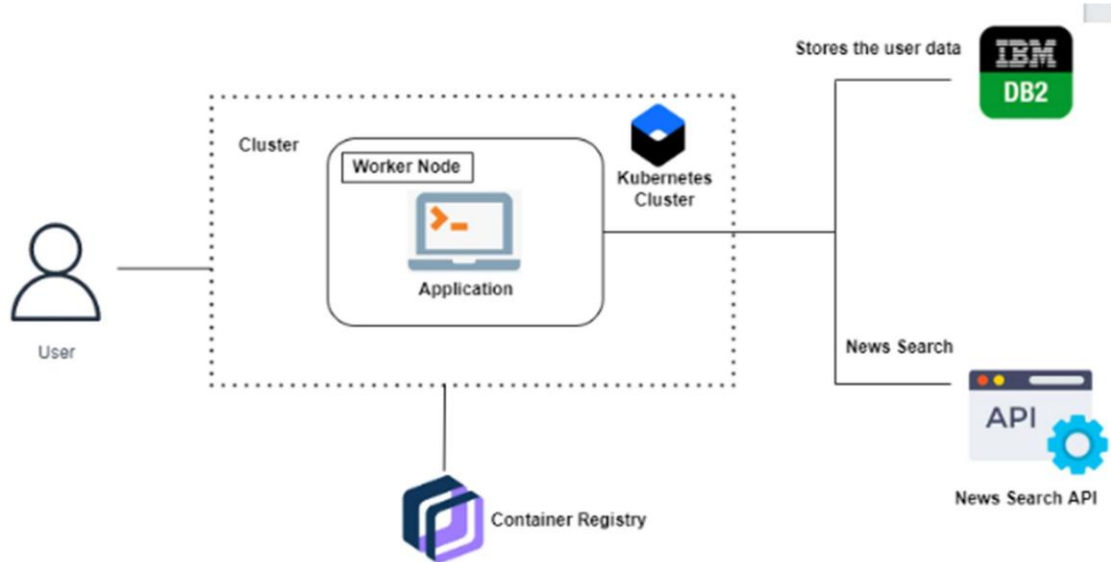 Stores the user data
IBM
DB2
Cluster
Worker Node
Kubernetes
Cluster
Application
User
News Search
API
News Search API
Container Registry